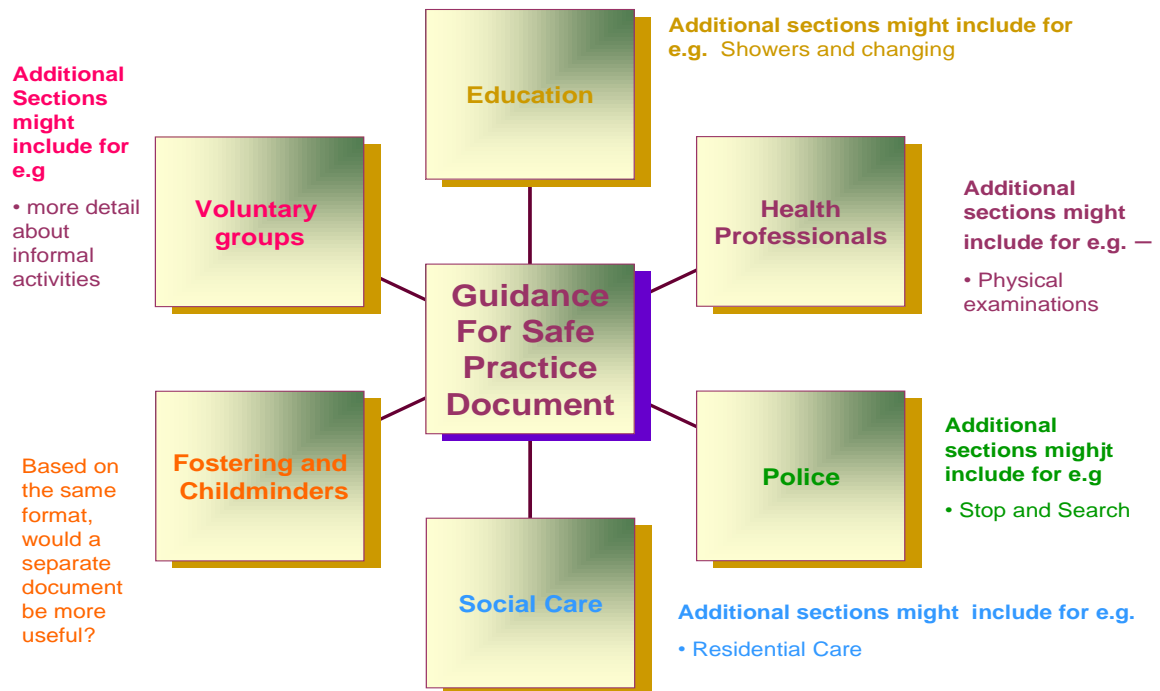 Additional sections might include for
e.g. Showers and changing
Education
Additional
Sections
might
include for
e.g
• more detail
about
informal
activities
Voluntary
groups
Health
Professionals
Additional
sections might
include for e.g. –
• Physical
examinations
Guidance
For Safe
Practice
Document
Based on
the same
format,
would a
separate
document
be more
useful?
Fostering and
Childminders
Police
Additional
sections mighjt
include for e.g
• Stop and Search
Social Care
Additional sections might include for e.g.
• Residential Care